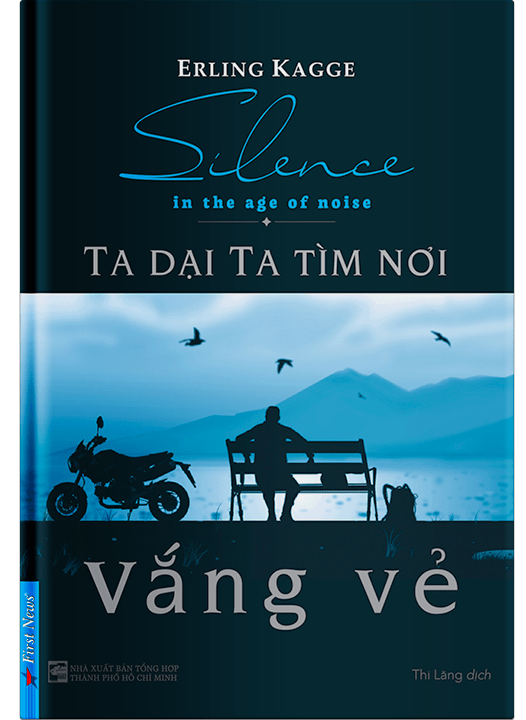 ERLING KAGGE
Silence
in the age of noise
TA DẠI TA TÌM NƠI
vắng vẻ
First News
NHÀ XUẤT BẢN TỔNG HỢP
THÀNH PHỐ HỒ CHÍ MINH
Thi Lăng dịch